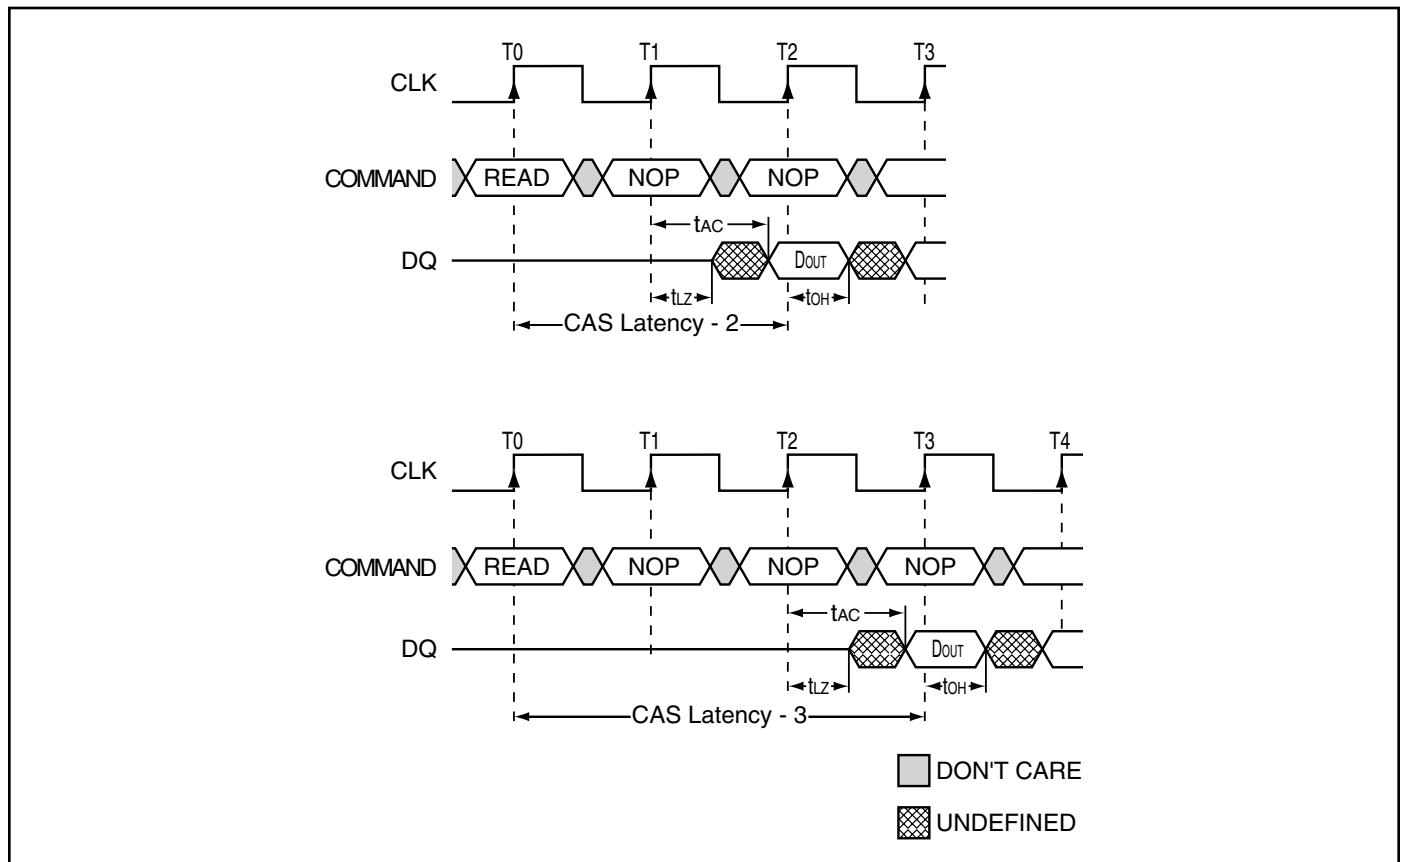 T0 T1 T2 T3
CLK
COMMAND READ NOP NOP
tAC
DQ DOUT
tLZ tOH
CAS Latency - 2
T0 T1 T2 T3 T4
CLK
COMMAND READ NOP NOP NOP
tAC
DQ DOUT
tLZ tOH
CAS Latency - 3
DON'T CARE
UNDEFINED